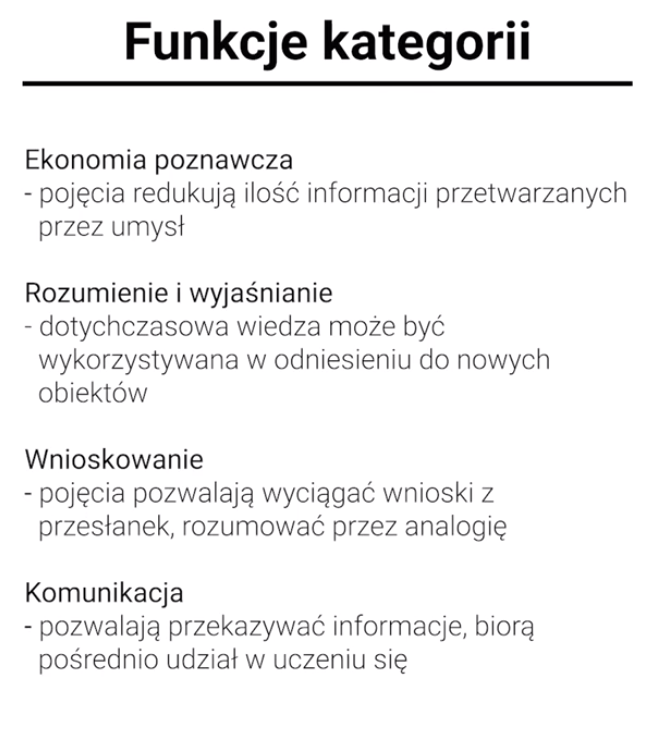 Funkcje kategorii
Ekonomia poznawcza
- pojęcia redukują ilość informacji przetwarzanych
przez umysł
Rozumienie i wyjaśnianie
- dotychczasowa wiedza może być
wykorzystywana w odniesieniu do nowych
obiektów
Wnioskowanie
- pojęcia pozwalają wyciągać wnioski z
przesłanek, rozumować przez analogię
Komunikacja
- pozwalają przekazywać informacje, biorą
pośrednio udział w uczeniu się